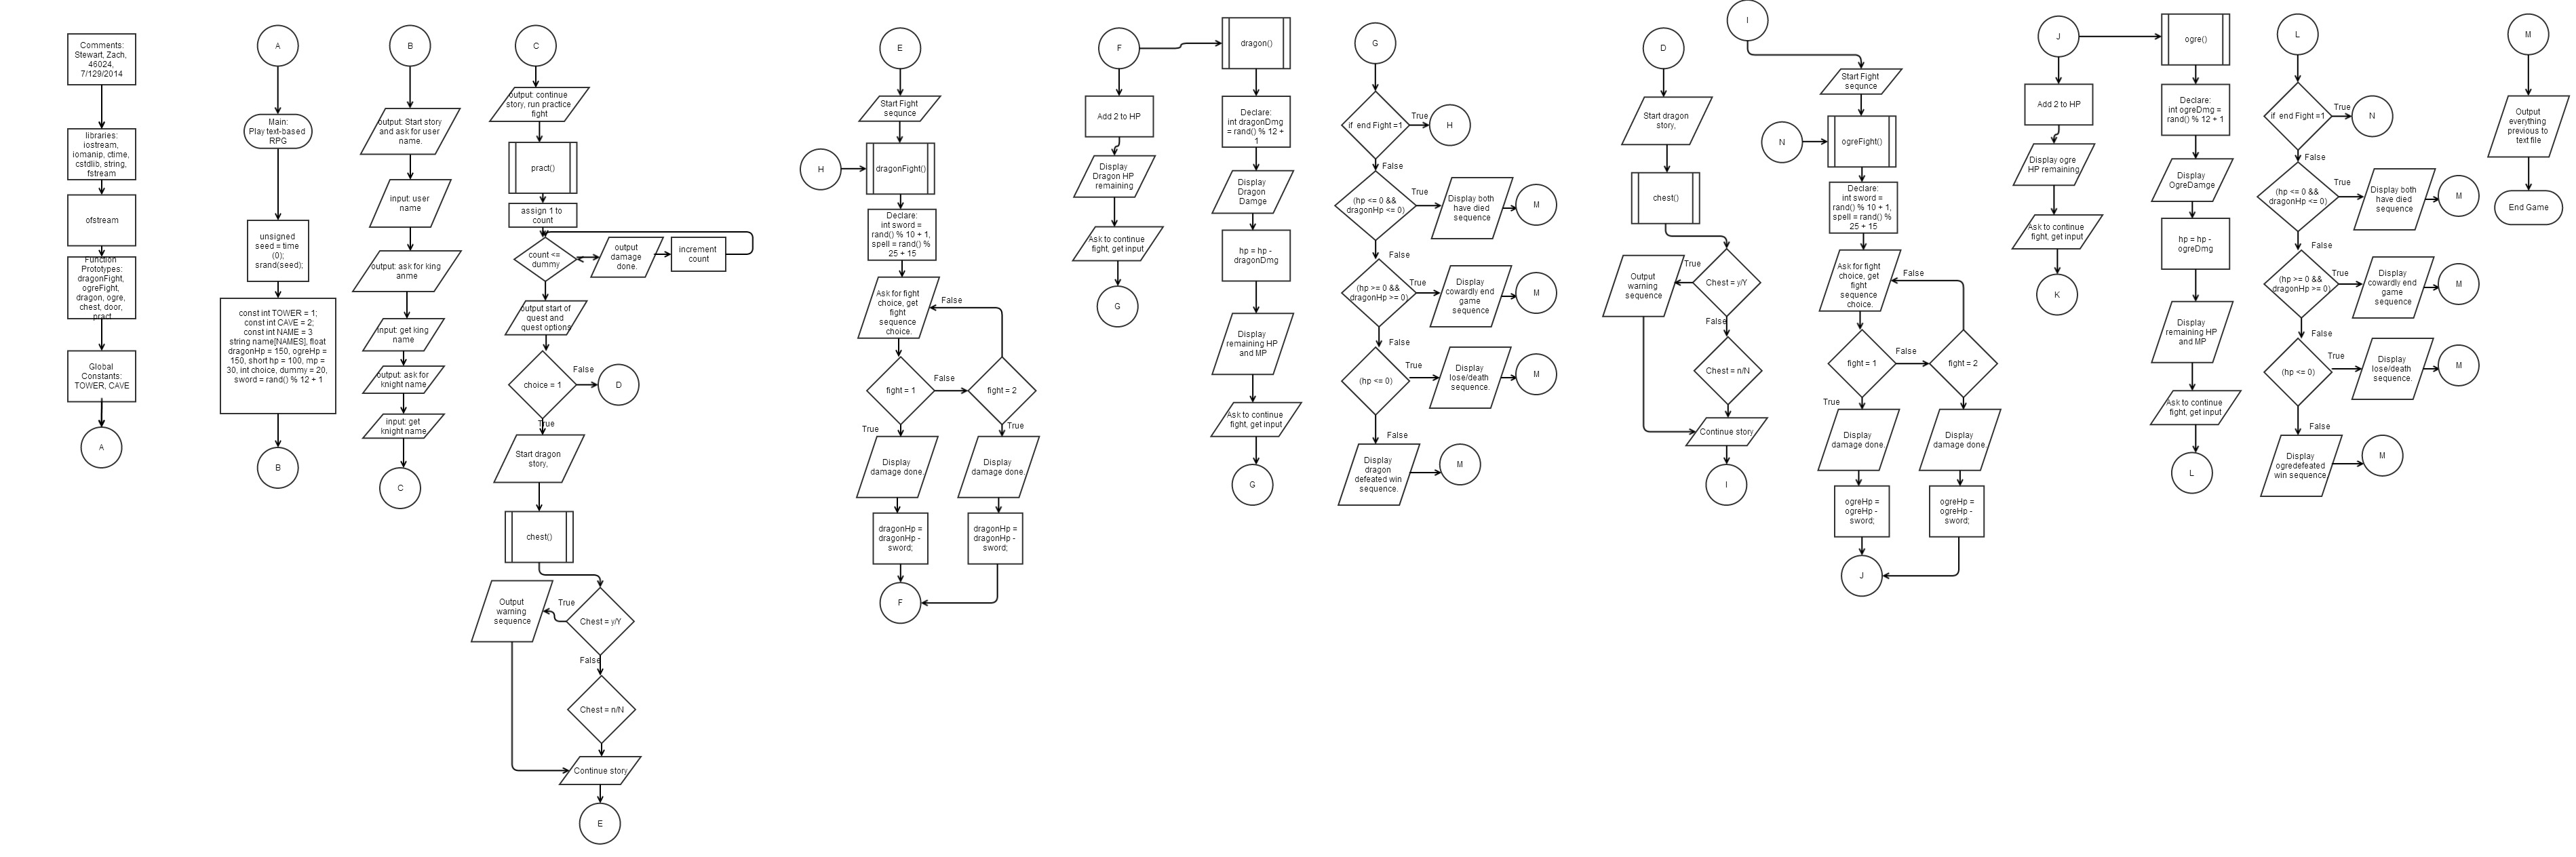 Comments:
Stewart, Zach,
46024,
7/129/2014
libraries:
iostream,
iomanip, ctime,
cstdlib, string,
fstream
ofstream
Function
Prototypes:
dragonFight,
ogreFight,
dragon, ogre,
chest, door,
pract
Global
Constants:
TOWER, CAVE
A
A
Main:
Play text-based
RPG
unsigned
seed = time
(0);
srand(seed);
const int TOWER = 1;
const int CAVE = 2;
const int NAME = 3
string name[NAMES], float
dragonHp = 150, ogreHp =
150, short hp = 100, mp =
30, int choice, dummy = 20,
sword = rand() % 12 + 1
B
B
output: Start story
and ask for user
name.
input: user
name
output: ask for king
anme
input: get king
name
output: ask for
knight name
input: get
knight name
C
C
output: continue
story, run practice
fight
pract()
assign 1 to
count
count <=
dummy
output
damage
done.
increment
count
output start of
quest and
quest options
choice = 1
False
D
True
Start dragon
story,
chest()
Chest = y/Y
True
Output
warning
sequence
False
Chest = n/N
Continue story
E
E
Start Fight
sequnce
H
dragonFight()
Declare:
int sword =
rand() % 10 + 1,
spell = rand() %
25 + 15
Ask for fight
choice, get
fight
sequence
choice.
False
fight = 1
False
fight = 2
True
True
Display
damage done.
Display
damage done.
dragonHp =
dragonHp -
sword;
dragonHp =
dragonHp -
sword;
F
F
Add 2 to HP
Display
Dragon HP
remaining
Ask to continue
fight, get input
G
dragon()
Declare:
int dragonDmg
= rand() % 12 +
1
Display
Dragon
Damge
hp = hp -
dragonDmg
Display
remaining HP
and MP
Ask to continue
fight, get input
G
G
if end Fight =1
True
H
False
(hp <= 0 &&
dragonHp <= 0)
True
Display both
have died
sequence
M
False
(hp >= 0 &&
dragonHp >= 0)
True
Display
cowardly end
game
sequence
M
False
(hp <= 0)
True
Display
lose/death
sequence.
M
False
Display
dragon
defeated win
sequence.
M
D
Start dragon
story,
chest()
Chest = y/Y
True
Output
warning
sequence
False
Chest = n/N
Continue story
I
I
Start Fight
sequnce
N
ogreFight()
Declare:
int sword =
rand() % 10 + 1,
spell = rand() %
25 + 15
Ask for fight
choice, get
fight
sequence
choice.
False
fight = 1
False
fight = 2
True
Display
damage done.
Display
damage done.
ogreHp =
ogreHp -
sword;
ogreHp =
ogreHp -
sword;
J
J
Add 2 to HP
Display ogre
HP remaining
Ask to continue
fight, get input
K
ogre()
Declare:
int ogreDmg =
rand() % 12 + 1
Display
OgreDamge
hp = hp -
ogreDmg
Display
remaining HP
and MP
Ask to continue
fight, get input
L
L
if end Fight =1
True
N
False
(hp <= 0 &&
dragonHp <= 0)
True
Display both
have died
sequence
M
False
(hp >= 0 &&
dragonHp >= 0)
True
Display
cowardly end
game
sequence
M
False
(hp <= 0)
True
Display
lose/death
sequence.
M
False
Display
ogredefeated
win sequence
M
M
Output
everything
previous to
text file
End Game